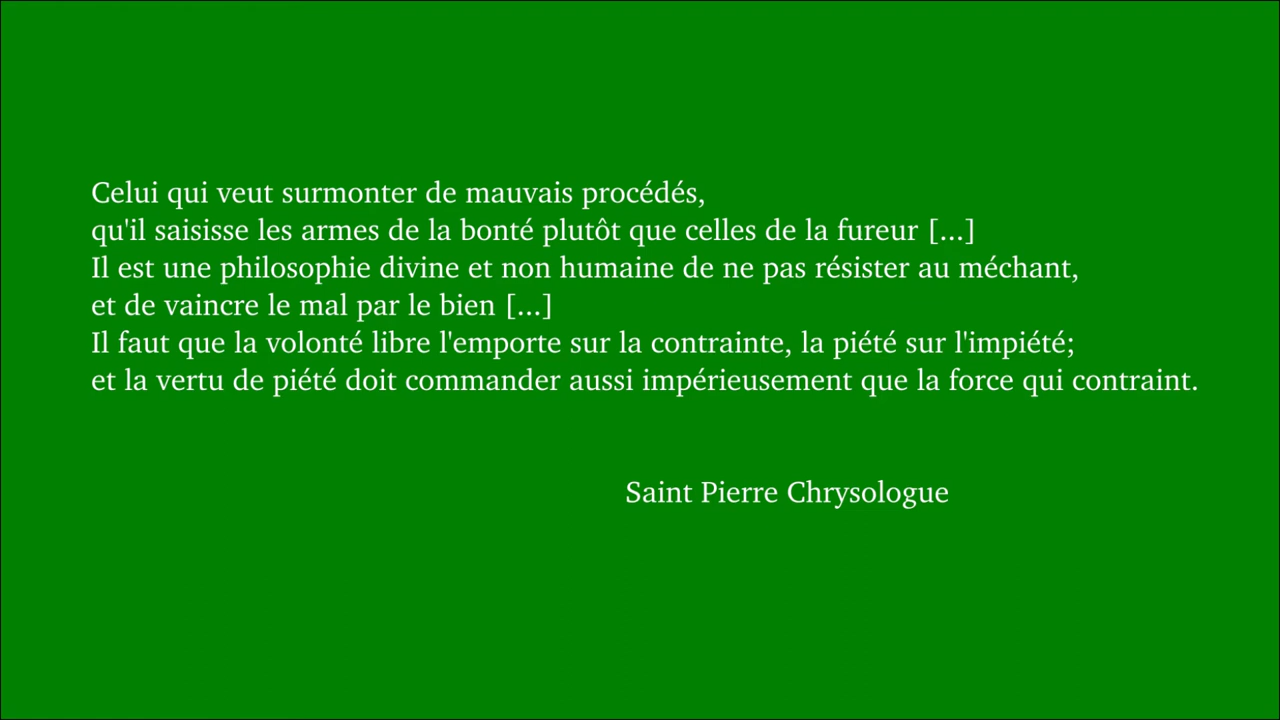 Celui qui veut surmonter de mauvais procédés,
qu'il saisisse les armes de la bonté plutôt que celles de la fureur [...]
Il est une philosophie divine et non humaine de ne pas résister au méchant,
et de vaincre le mal par le bien [...]
Il faut que la volonté libre l'emporte sur la contrainte, la piété sur l'impiété;
et la vertu de piété doit commander aussi impérieusement que la force qui contraint.
Saint Pierre Chrysologue